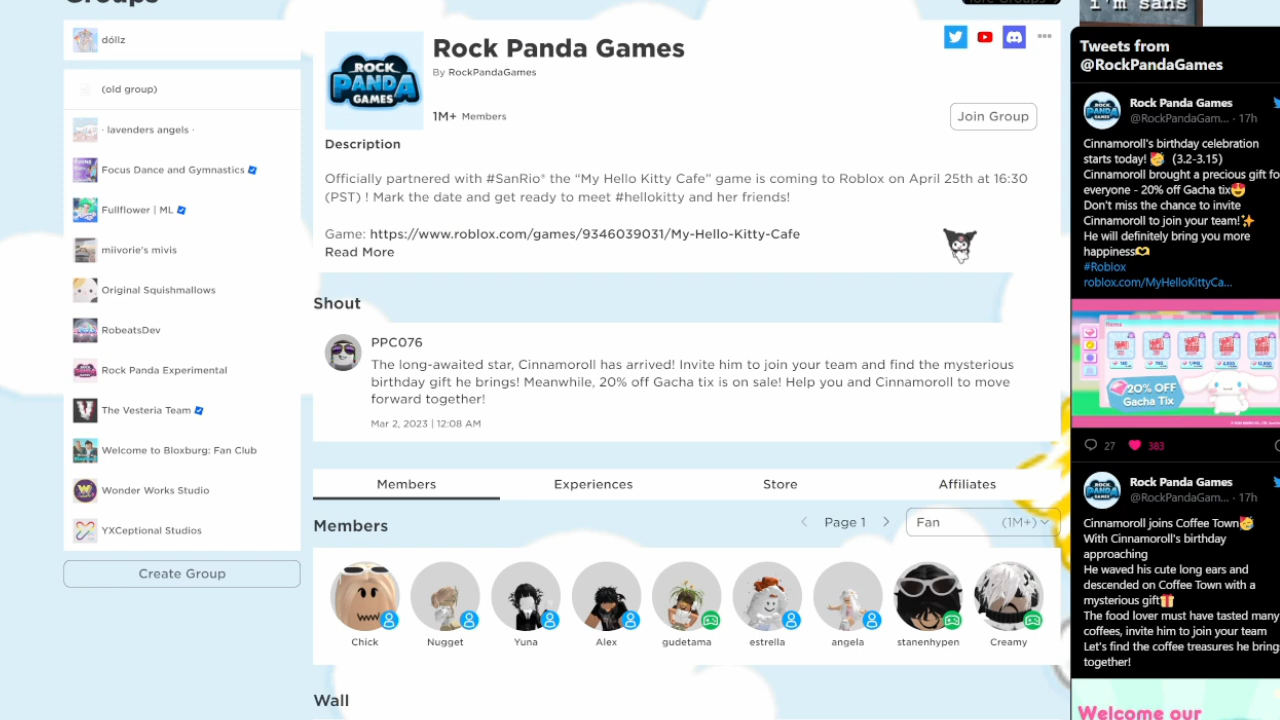 Groups
dóllz
(old group)
· lavenders angels ·
Focus Dance and Gymnastics
Fullflower | ML
miivorie's mivis
Original Squishmallows
RobeatsDev
Rock Panda Experimental
The Vesteria Team
Welcome to Bloxburg: Fan Club
Wonder Works Studio
YXCeptional Studios
Create Group
More Groups
ROCK
PANDA
GAMES
Rock Panda Games
By RockPandaGames
1M+ Members
Join Group
Description
Officially partnered with #SanRio® the “My Hello Kitty Cafe” game is coming to Roblox on April 25th at 16:30
(PST) ! Mark the date and get ready to meet #hellokitty and her friends!
Game: https://www.roblox.com/games/9346039031/My-Hello-Kitty-Cafe
Read More
Shout
PPC076
The long-awaited star, Cinnamoroll has arrived! Invite him to join your team and find the mysterious
birthday gift he brings! Meanwhile, 20% off Gacha tix is on sale! Help you and Cinnamoroll to move
forward together!
Mar 2, 2023 | 12:08 AM
Members
Experiences
Store
Affiliates
Members
Page 1
Fan (1M+)
Chick
Nugget
Yuna
Alex
gudetama
estrella
angela
stanenhypen
Creamy
Wall
i'm sans
Tweets from
@RockPandaGames
Rock Panda Games
@RockPandaGam... · 17h
Cinnamoroll's birthday celebration
starts today! 🥳 (3.2-3.15)
Cinnamoroll brought a precious gift fo
everyone - 20% off Gacha tix😍
Don't miss the chance to invite
Cinnamoroll to join your team!✨
He will definitely bring you more
happiness🫶
#Roblox
roblox.com/MyHelloKittyCa...
Items
20% OFF
Gacha Tix
27 383
Rock Panda Games
@RockPandaGam... · 17h
Cinnamoroll joins Coffee Town🥳
With Cinnamoroll's birthday
approaching
He waved his cute long ears and
descended on Coffee Town with a
mysterious gift🎁
The food lover must have tasted many
coffees, invite him to join your team
Let's find the coffee treasures he bring
together!
Welcome our